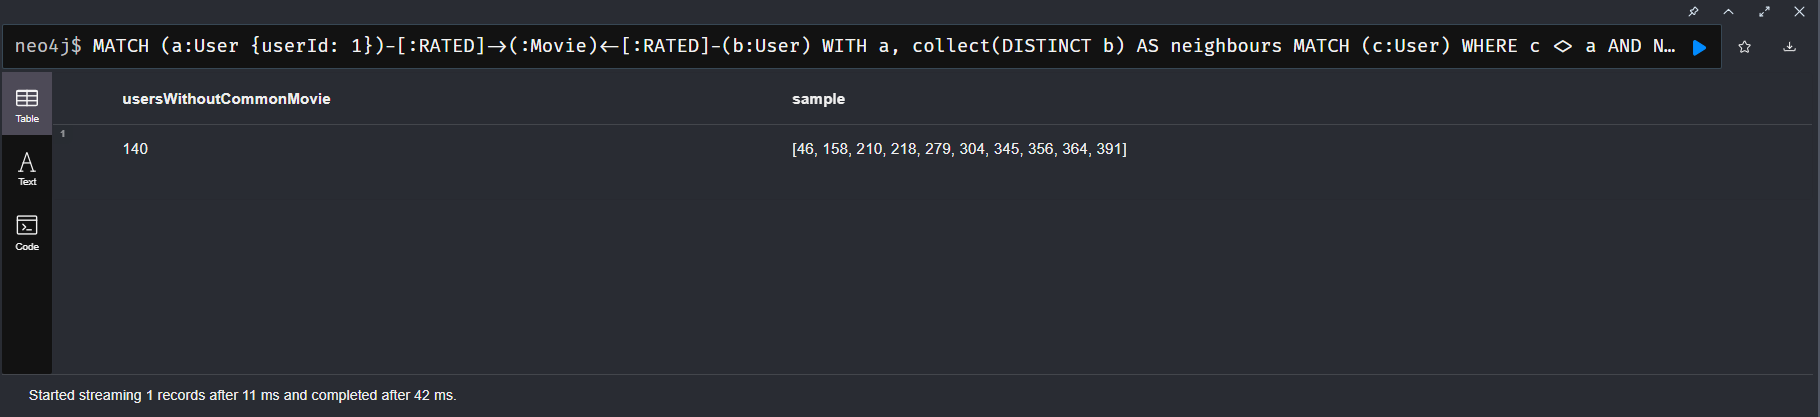 neo4j$ MATCH (a:User {userId: 1})-[:RATED]->(:Movie)<-[:RATED]-(b:User) WITH a, collect(DISTINCT b) AS neighbours MATCH (c:User) WHERE c <> a AND N…
Table
usersWithoutCommonMovie sample
1
140 [46, 158, 210, 218, 279, 304, 345, 356, 364, 391]
A
Text
Code
Started streaming 1 records after 11 ms and completed after 42 ms.